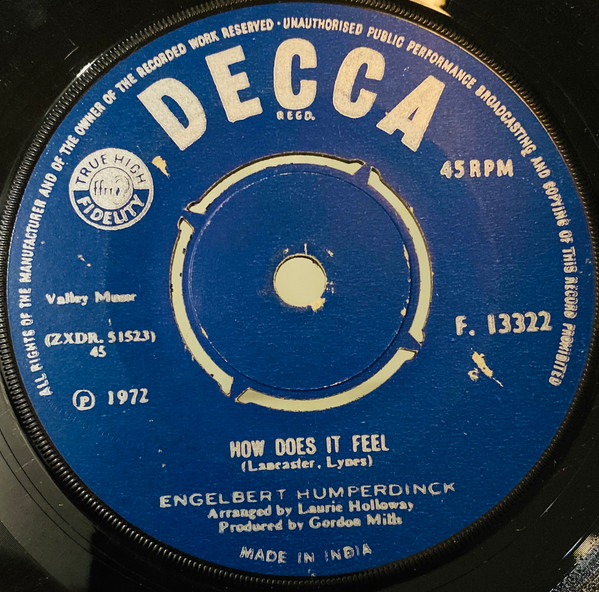 ALL RIGHTS OF THE MANUFACTURER AND OF THE OWNER OF THE RECORDED WORK RESERVED · UNAUTHORISED PUBLIC PERFORMANCE BROADCASTING AND COPYING OF THIS RECORD PROHIBITED
DECCA
REGD.
TRUE HIGH
FIDELITY
45 RPM
Valley Music
(ZXDR. 51523)
45
F. 13322
Ⓟ 1972
HOW DOES IT FEEL
(Lancaster, Lynes)
ENGELBERT HUMPERDINCK
Arranged by Laurie Holloway
Produced by Gordon Mills
MADE IN INDIA